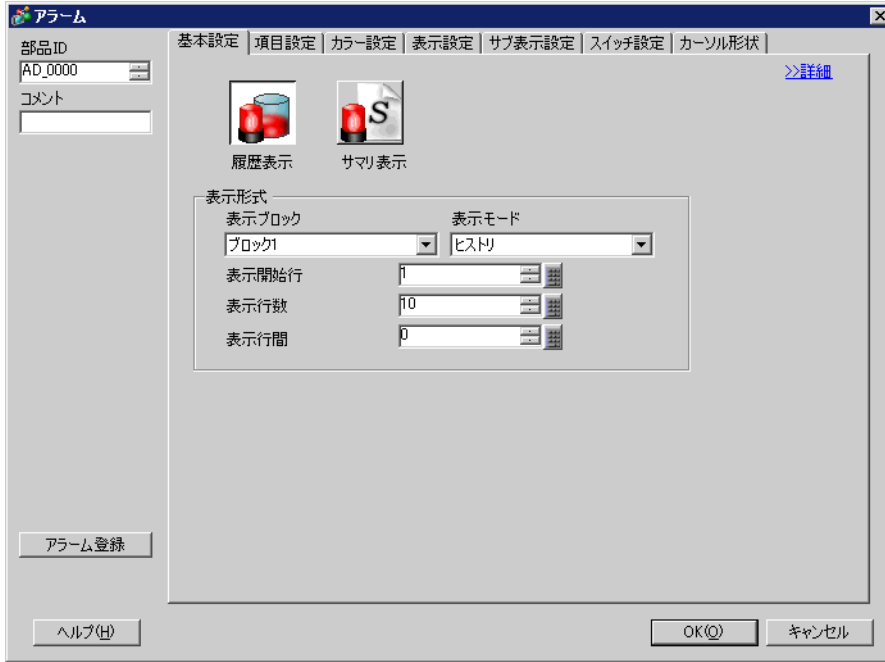 アラーム
部品ID
AD_0000
コメント
基本設定 項目設定 カラー設定 表示設定 サブ表示設定 スイッチ設定 カーソル形状
>>詳細
S
履歴表示 サマリ表示
表示形式
表示ブロック 表示モード
ブロック1 ヒストリ
表示開始行 1
表示行数 10
表示行間 0
アラーム登録
ヘルプ(H) OK(O) キャンセル